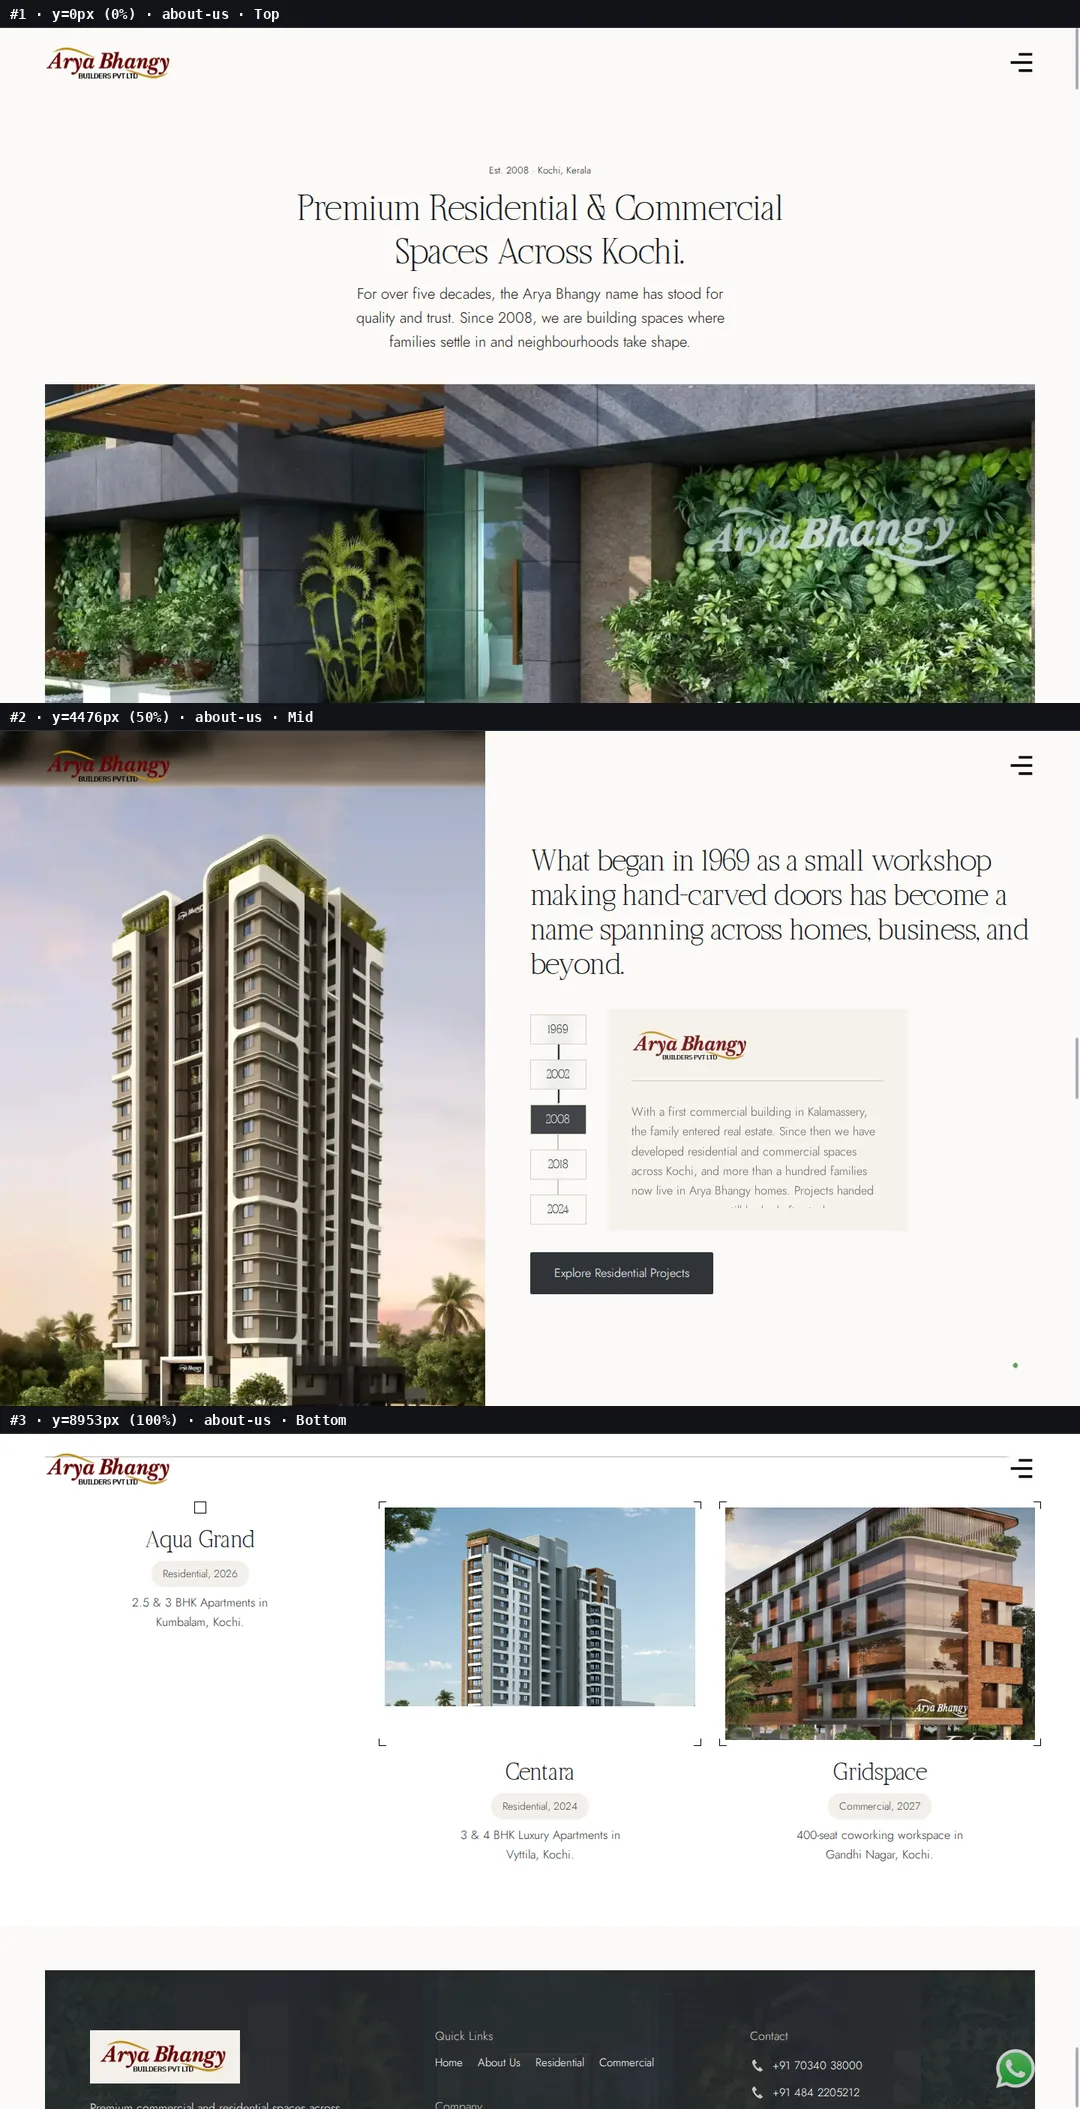 #1 · y=0px (0%) · about-us · Top
Arya Bhangy
BUILDERS PVT LTD
Est. 2008 · Kochi, Kerala
Premium Residential & Commercial
Spaces Across Kochi.
For over five decades, the Arya Bhangy name has stood for
quality and trust. Since 2008, we are building spaces where
families settle in and neighbourhoods take shape.
Arya Bhangy
#2 · y=4476px (50%) · about-us · Mid
Arya Bhangy
BUILDERS PVT LTD
What began in 1969 as a small workshop
making hand-carved doors has become a
name spanning across homes, business, and
beyond.
1969
2002
2008
2018
2024
Arya Bhangy
BUILDERS PVT LTD
With a first commercial building in Kalamassery,
the family entered real estate. Since then we have
developed residential and commercial spaces
across Kochi, and more than a hundred families
now live in Arya Bhangy homes. Projects handed
Explore Residential Projects
#3 · y=8953px (100%) · about-us · Bottom
Arya Bhangy
BUILDERS PVT LTD
Aqua Grand
Residential, 2026
2.5 & 3 BHK Apartments in
Kumbalam, Kochi.
Centara
Residential, 2024
3 & 4 BHK Luxury Apartments in
Vyttila, Kochi.
Arya Bhangy
Gridspace
Commercial, 2027
400-seat coworking workspace in
Gandhi Nagar, Kochi.
Arya Bhangy
BUILDERS PVT LTD
Premium commercial and residential spaces across
Quick Links
Home About Us Residential Commercial
Company
Contact
+91 70340 38000
+91 484 2205212